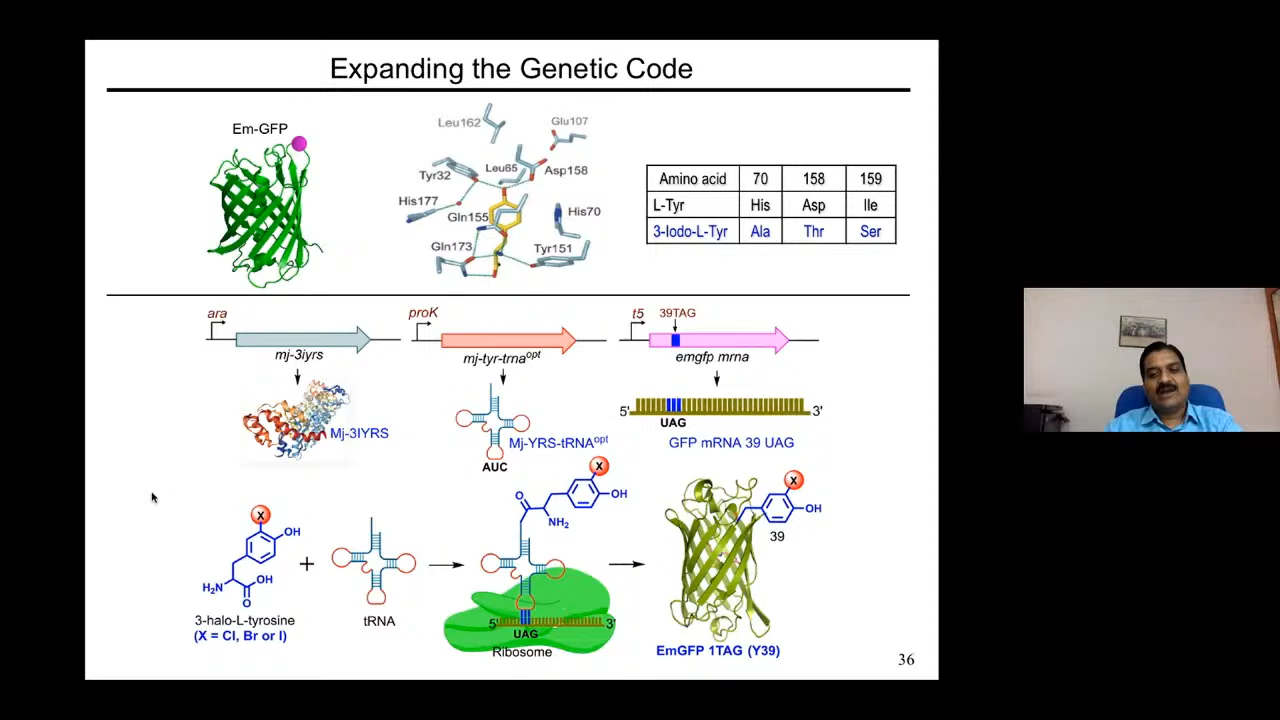 Expanding the Genetic Code
Em-GFP
Leu162
Glu107
Tyr32
Leu65
Asp158
His177
Gln155
His70
Gln173
Tyr151
Amino acid 70 158 159
L-Tyr His Asp Ile
3-Iodo-L-Tyr Ala Thr Ser
ara
proK
t5
39TAG
mj-3iyrs
mj-tyr-trna^opt
emgfp mrna
Mj-3IYRS
Mj-YRS-tRNA^opt
AUC
5' 3'
UAG
GFP mRNA 39 UAG
X
OH
H₂N
OH
O
3-halo-L-tyrosine
(X = Cl, Br or I)
+
tRNA
X
O
OH
NH₂
5' 3'
UAG
Ribosome
X
OH
39
EmGFP 1TAG (Y39)
36